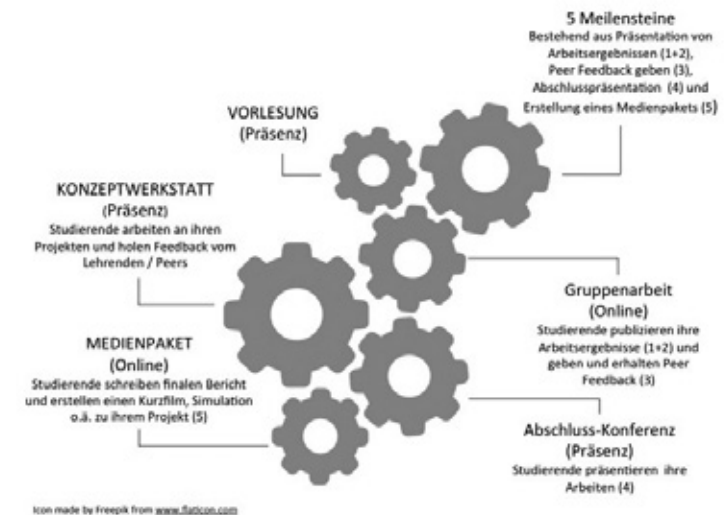 5 Meilensteine
Bestehend aus Präsentation von
Arbeitsergebnissen (1+2),
Peer Feedback geben (3),
Abschlusspräsentation (4) und
Erstellung eines Medienpakets (5)
VORLESUNG
(Präsenz)
KONZEPTWERKSTATT
(Präsenz)
Studierende arbeiten an ihren
Projekten und holen Feedback vom
Lehrenden / Peers
Gruppenarbeit
(Online)
Studierende publizieren ihre
Arbeitsergebnisse (1+2) und
geben und erhalten Peer
Feedback (3)
MEDIENPAKET
(Online)
Studierende schreiben finalen Bericht
und erstellen einen Kurzfilm, Simulation
o.ä. zu ihrem Projekt (5)
Abschluss-Konferenz
(Präsenz)
Studierende präsentieren ihre
Arbeiten (4)
Icon made by Freepik from www.flaticon.com